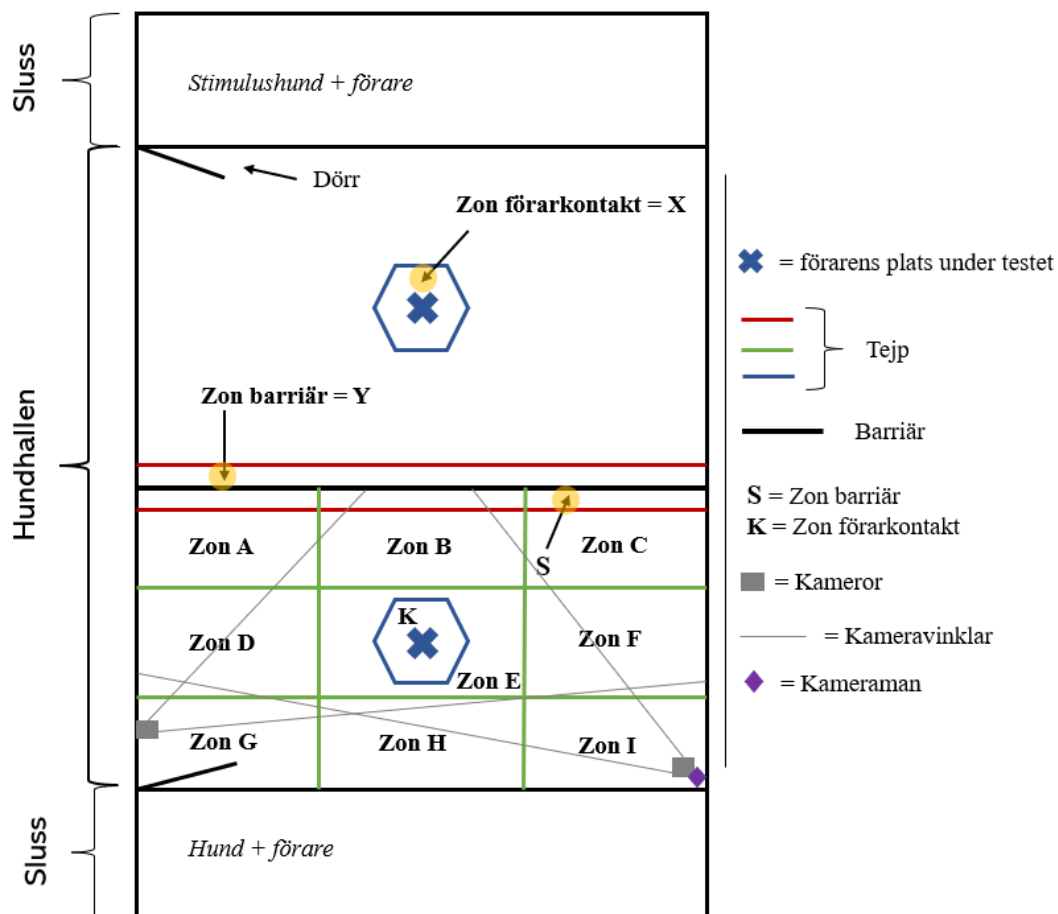 Sluss
Stimulushund + förare
Dörr
Zon förarkontakt = X
Hundhallen
Zon barriär = Y
Zon A
Zon B
Zon C
S
Zon D
K
Zon E
Zon F
Zon G
Zon H
Zon I
Sluss
Hund + förare
= förarens plats under testet
Tejp
Barriär
S = Zon barriär
K = Zon förarkontakt
= Kameror
= Kameravinklar
= Kameraman